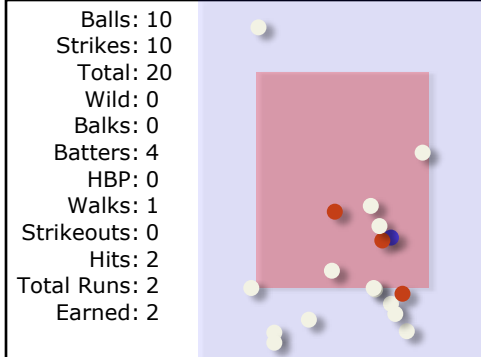 Balls: 10
Strikes: 10
Total: 20
Wild: 0
Balks: 0
Batters: 4
HBP: 0
Walks: 1
Strikeouts: 0
Hits: 2
Total Runs: 2
Earned: 2